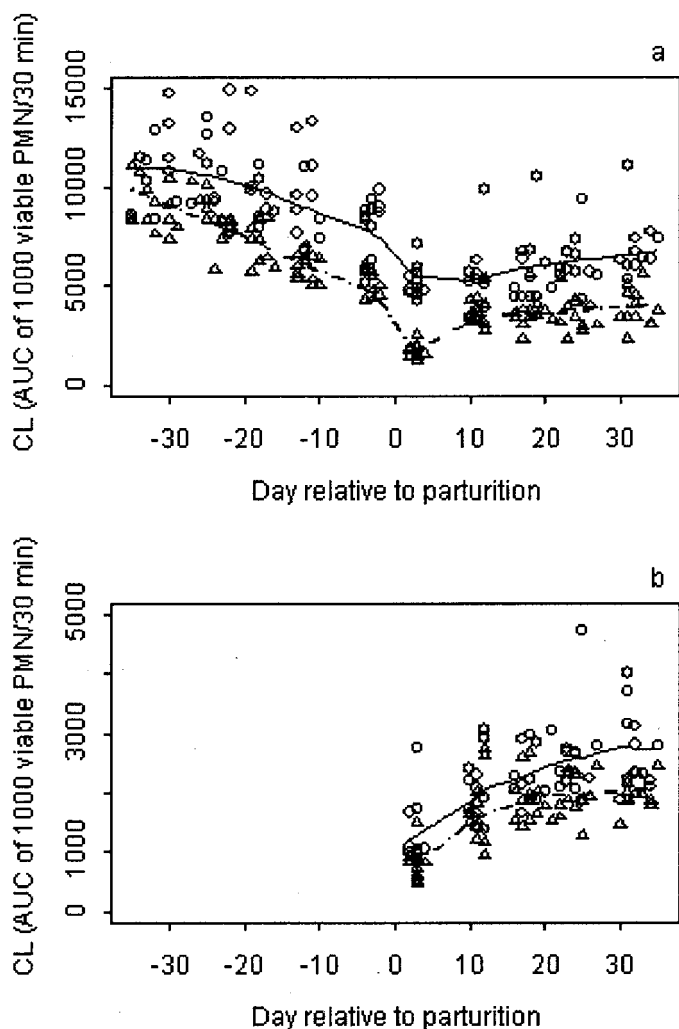 a
CL (AUC of 1000 viable PMN/30 min)
15000
10000
5000
0
-30 -20 -10 0 10 20 30
Day relative to parturition
b
CL (AUC of 1000 viable PMN/30 min)
5000
3000
1000
0
-30 -20 -10 0 10 20 30
Day relative to parturition